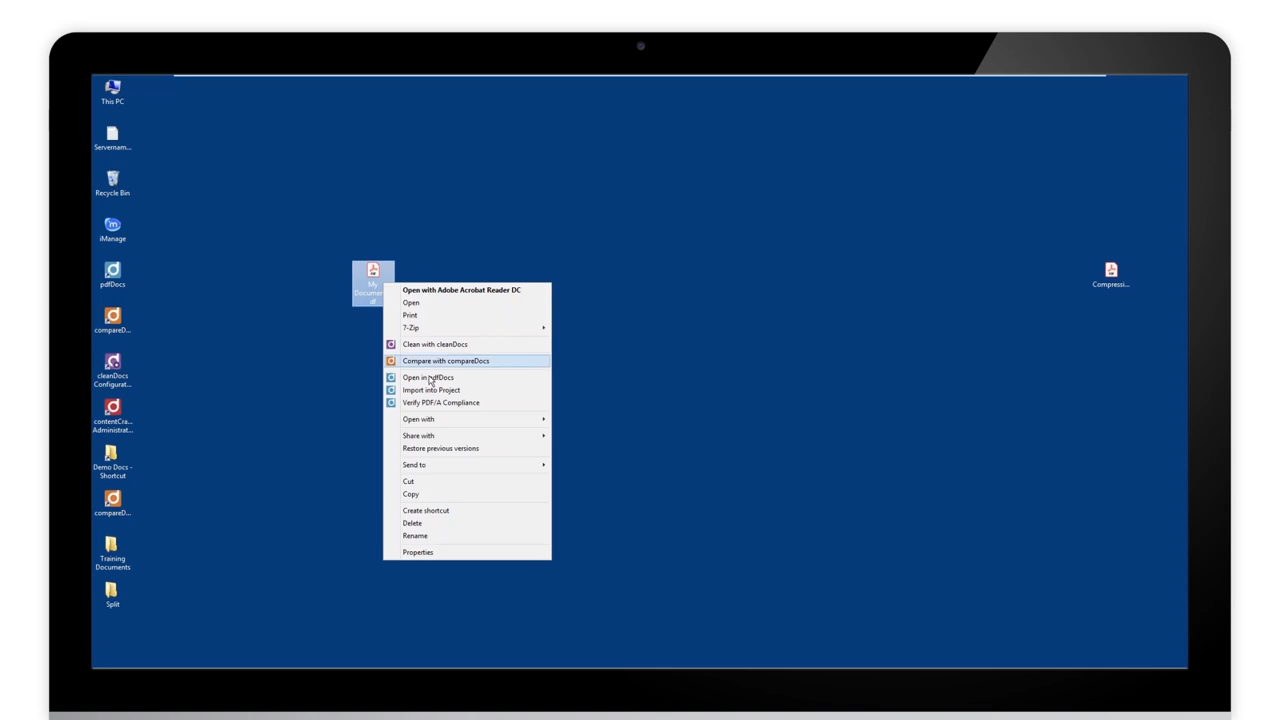 This PC
Servernam...
Recycle Bin
iManage
pdfDocs
compareD...
cleanDocs
Configurat...
contentCra...
Administrat...
Demo Docs -
Shortcut
compareD...
Training
Documents
Split
My
Documen
df
Open with Adobe Acrobat Reader DC
Open
Print
7-Zip
Clean with cleanDocs
Compare with compareDocs
Open in pdfDocs
Import into Project
Verify PDF/A Compliance
Open with
Share with
Restore previous versions
Send to
Cut
Copy
Create shortcut
Delete
Rename
Properties
Compressi...